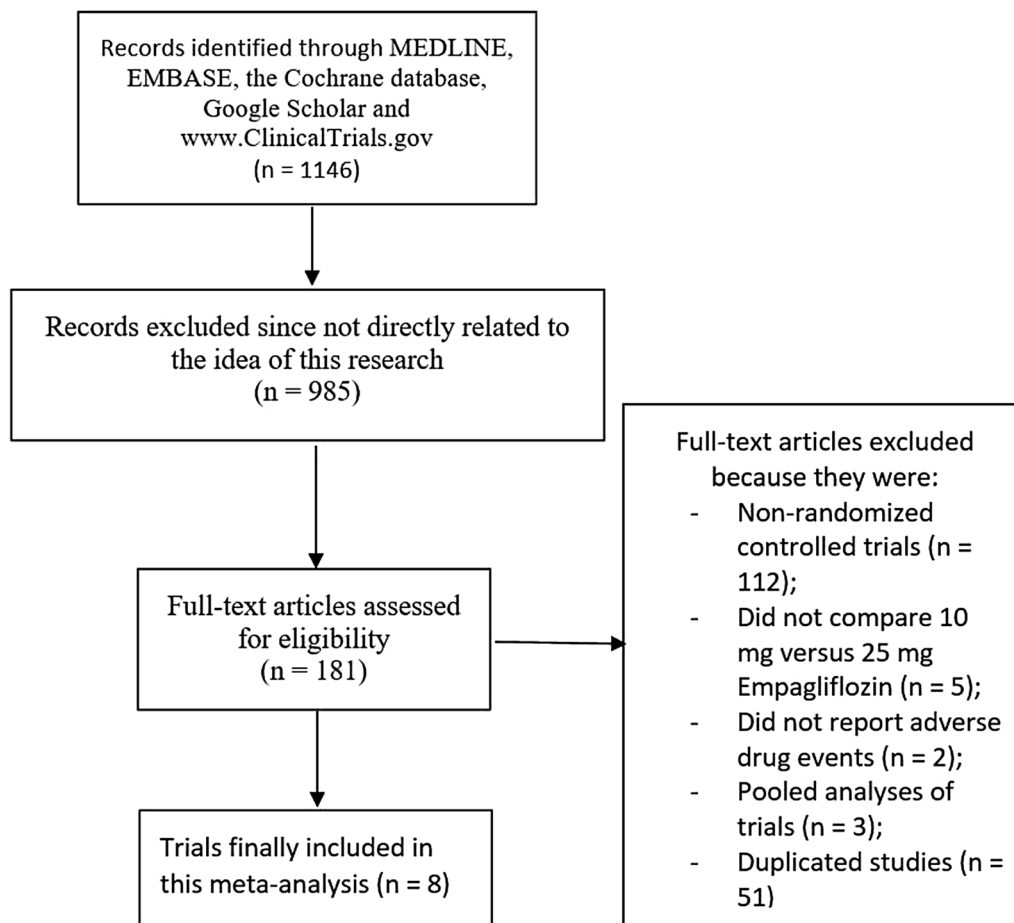 Records identified through MEDLINE,
EMBASE, the Cochrane database,
Google Scholar and
www.ClinicalTrials.gov
(n = 1146)
Records excluded since not directly related to
the idea of this research
(n = 985)
Full-text articles assessed
for eligibility
(n = 181)
Full-text articles excluded
because they were:
- Non-randomized
controlled trials (n =
112);
- Did not compare 10
mg versus 25 mg
Empagliflozin (n = 5);
- Did not report adverse
drug events (n = 2);
- Pooled analyses of
trials (n = 3);
- Duplicated studies (n =
51)
Trials finally included in
this meta-analysis (n = 8)